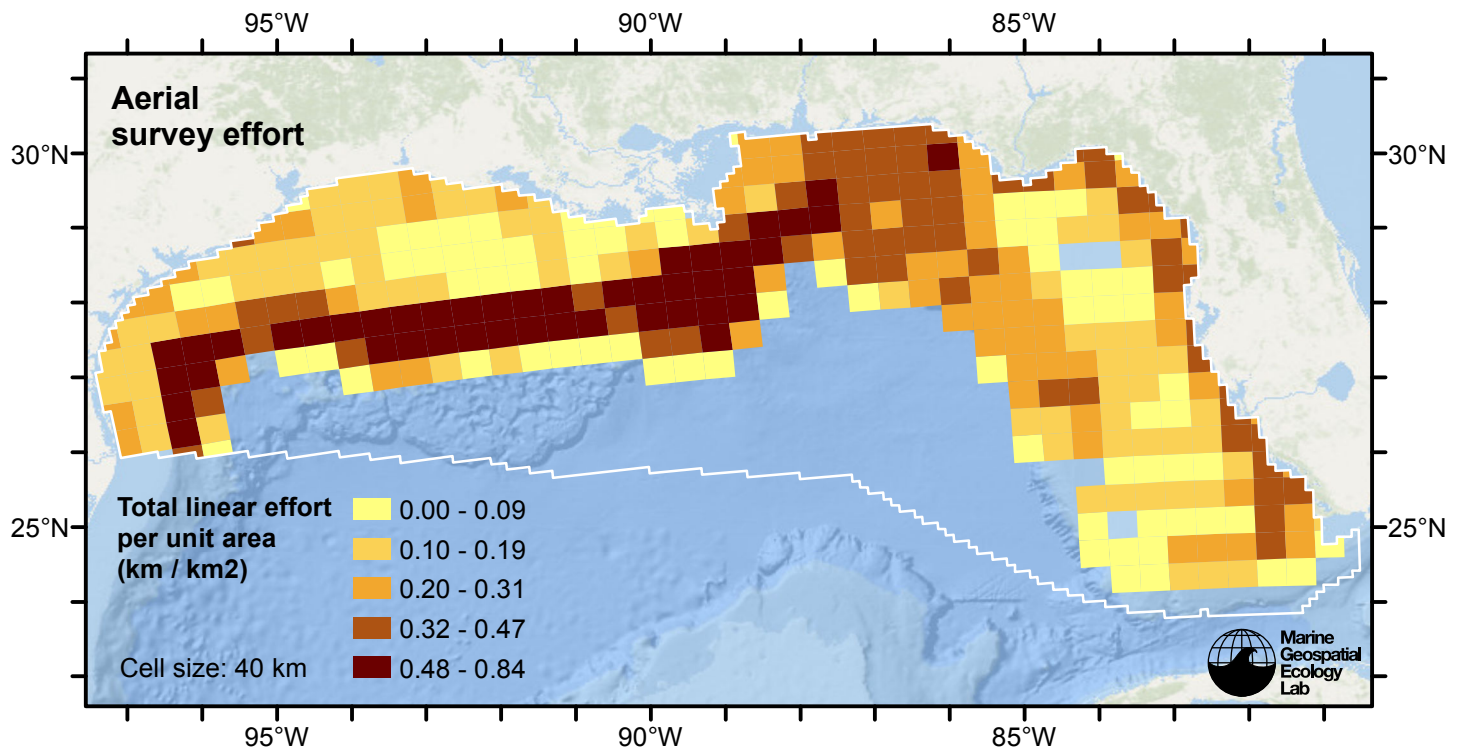 95°W 90°W 85°W
Aerial
survey effort
30°N 30°N
25°N 25°N
Total linear effort
per unit area
(km / km2)
0.00 - 0.09
0.10 - 0.19
0.20 - 0.31
0.32 - 0.47
0.48 - 0.84
Cell size: 40 km
Marine
Geospatial
Ecology
Lab
95°W 90°W 85°W